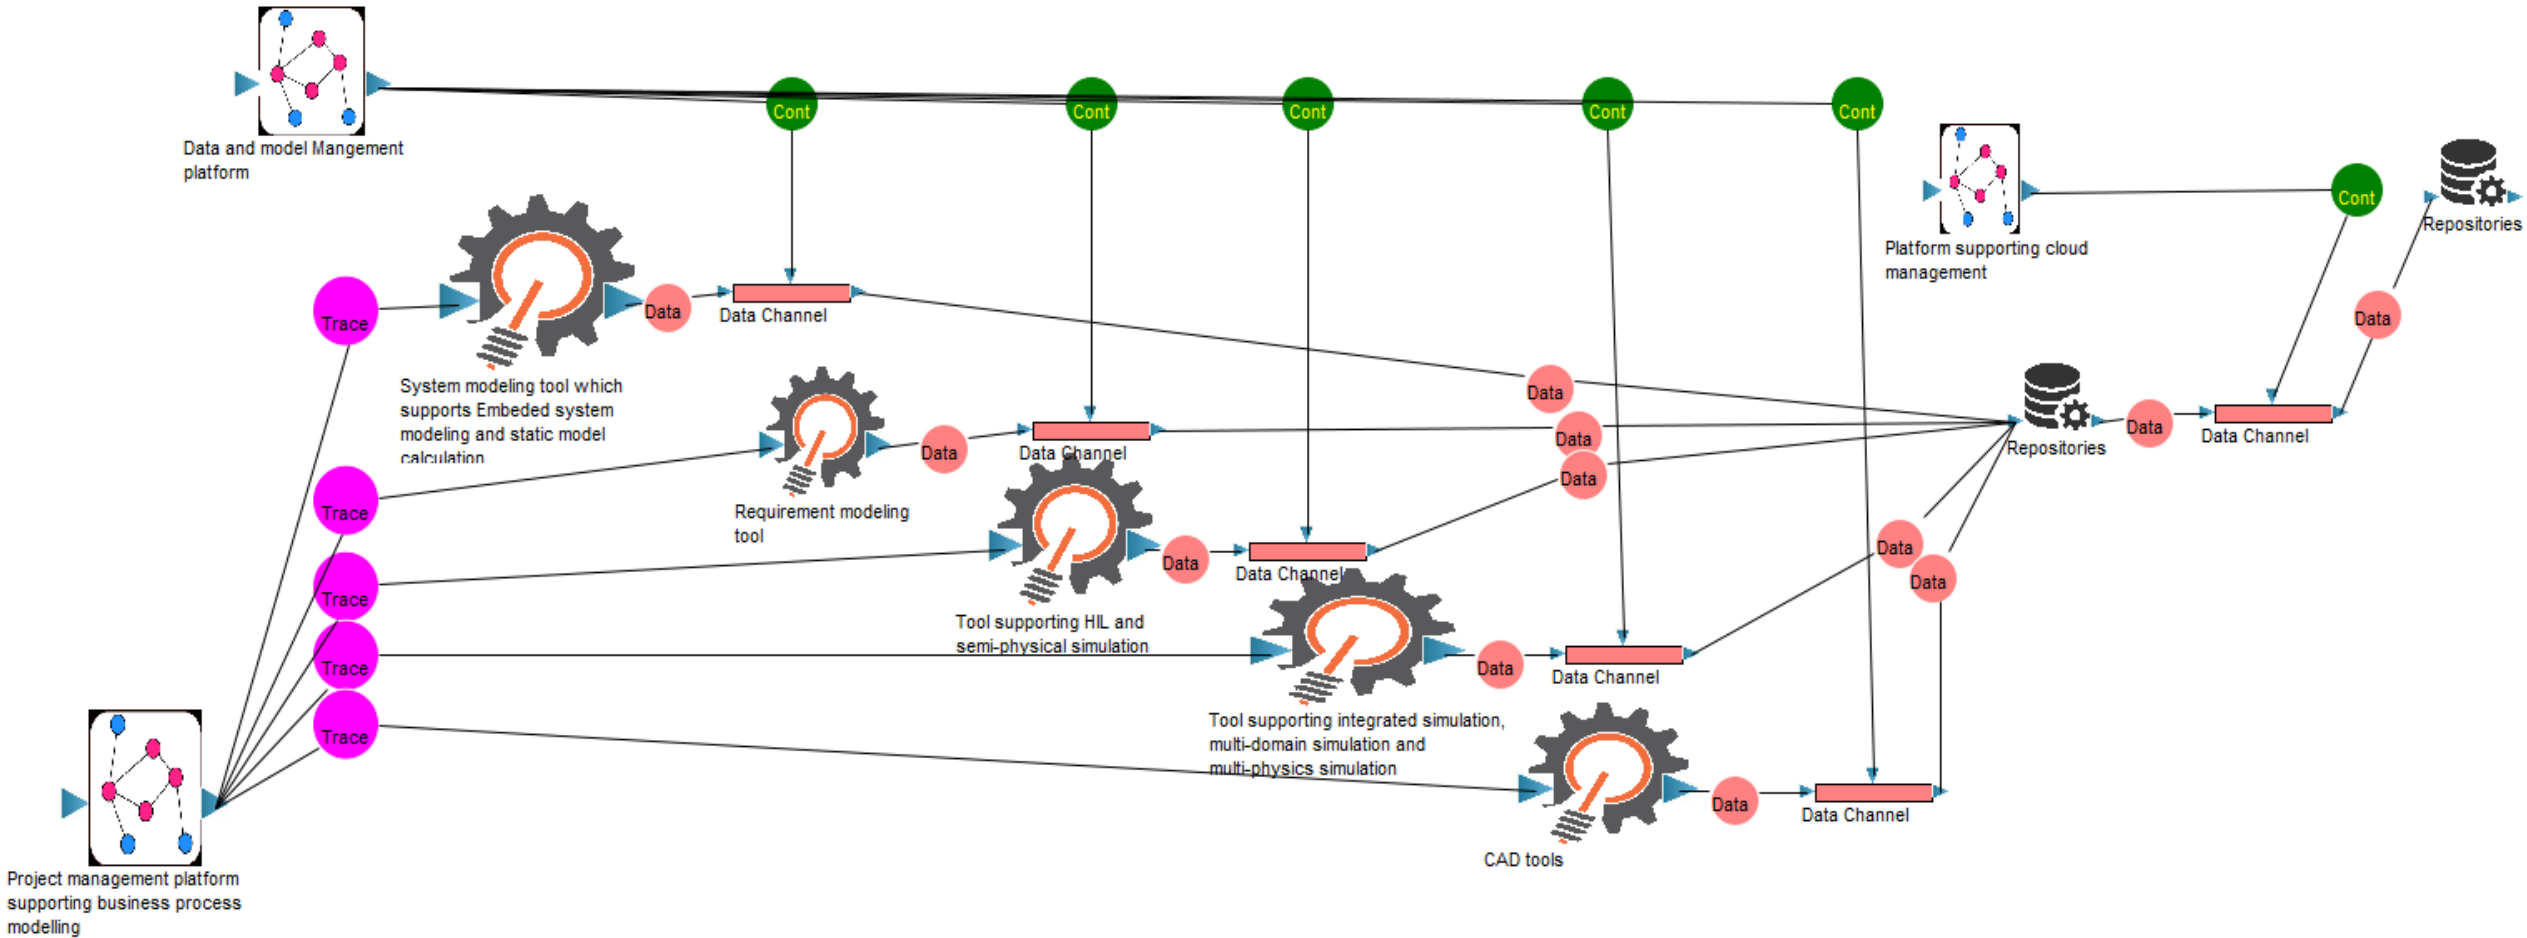 Cont
Cont
Cont
Cont
Cont
Data and model Mangement
platform
Cont
Repositories
Platform supporting cloud
management
Trace
Data
Data Channel
Data
System modeling tool which
supports Embeded system
modeling and static model
calculation
Data
Data
Data
Data Channel
Repositories
Data
Data Channel
Data
Data
Trace
Requirement modeling
tool
Data
Data Channel
Data
Trace
Data
Tool supporting HIL and
semi-physical simulation
Trace
Data
Data Channel
Tool supporting integrated simulation,
multi-domain simulation and
multi-physics simulation
Trace
Data
Data Channel
CAD tools
Project management platform
supporting business process
modelling